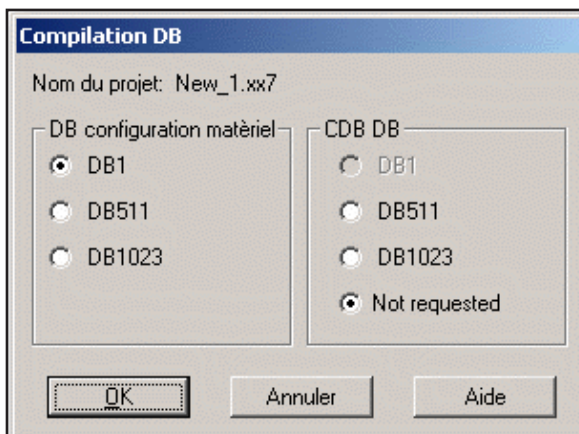 Compilation DB
Nom du projet: New_1.xx7
DB configuration matèriel
DB1
DB511
DB1023
CDB DB
DB1
DB511
DB1023
Not requested
OK
Annuler
Aide